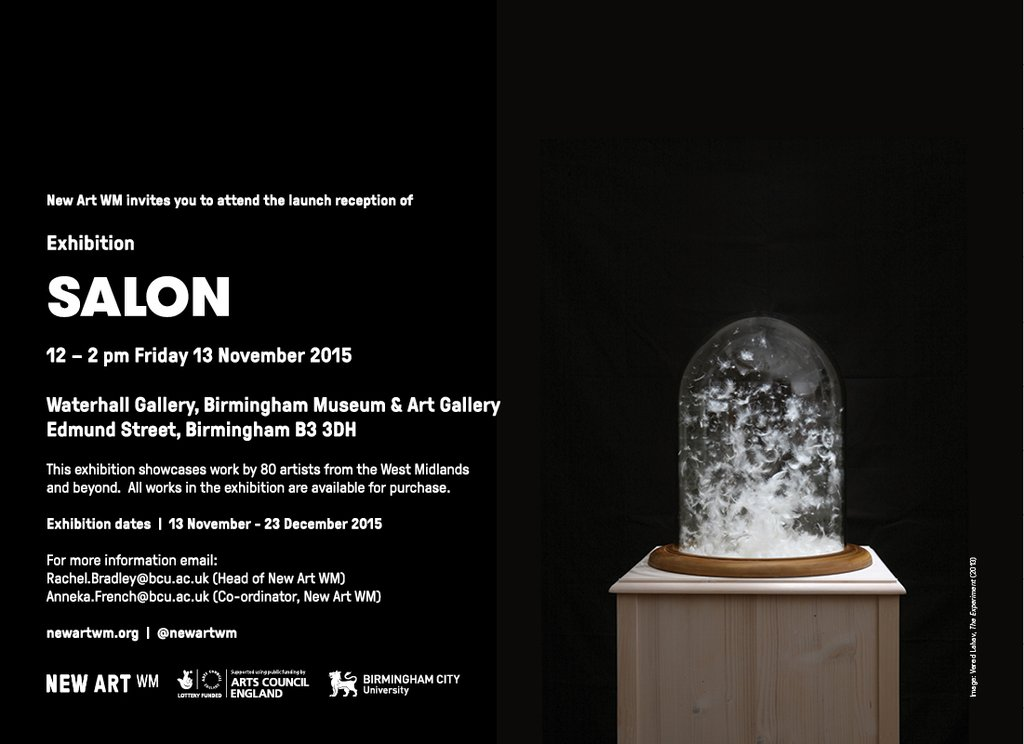 New Art WM invites you to attend the launch reception of
Exhibition
SALON
12 – 2 pm Friday 13 November 2015
Waterhall Gallery, Birmingham Museum & Art Gallery
Edmund Street, Birmingham B3 3DH
This exhibition showcases work by 80 artists from the West Midlands
and beyond.  All works in the exhibition are available for purchase.
Exhibition dates | 13 November - 23 December 2015
For more information email:
Rachel.Bradley@bcu.ac.uk (Head of New Art WM)
Anneka.French@bcu.ac.uk (Co-ordinator, New Art WM)
newartwm.org | @newartwm
NEW ART WM
LOTTERY FUNDED
Supported using public funding by
ARTS COUNCIL
ENGLAND
BIRMINGHAM CITY
University
Image: Vered Lahav, The Experiment (2013)